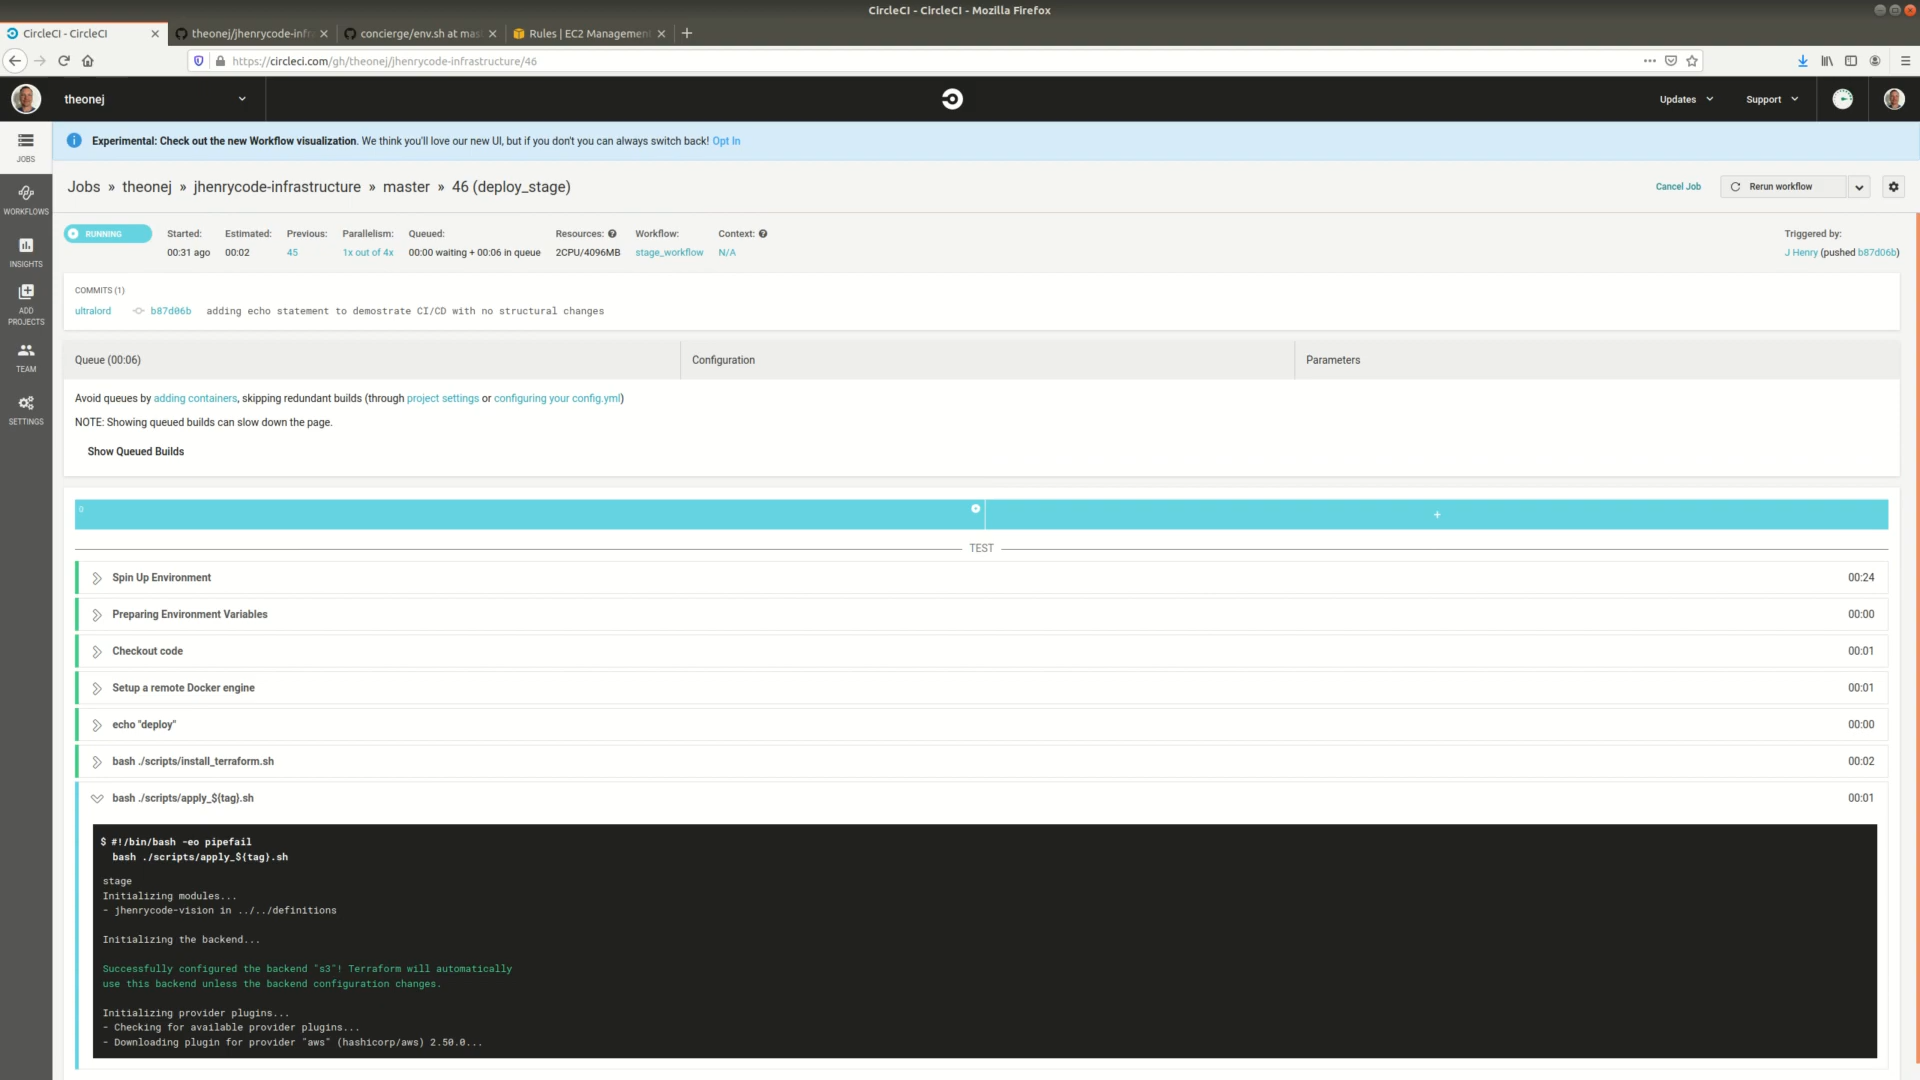 CircleCI - CircleCI - Mozilla Firefox
CircleCI - CircleCI
theonej/jhenrycode-infra
concierge/env.sh at mas
Rules | EC2 Management
https://circleci.com/gh/theonej/jhenrycode-infrastructure/46
theonej
Updates
Support
JOBS
Experimental: Check out the new Workflow visualization. We think you'll love our new UI, but if you don't you can always switch back! Opt In
Jobs » theonej » jhenrycode-infrastructure » master » 46 (deploy_stage)
Cancel Job
Rerun workflow
WORKFLOWS
RUNNING
Started:
00:31 ago
Estimated:
00:02
Previous:
45
Parallelism:
1x out of 4x
Queued:
00:00 waiting + 00:06 in queue
Resources:
2CPU/4096MB
Workflow:
stage_workflow
Context:
N/A
Triggered by:
J Henry (pushed b87d06b)
INSIGHTS
ADD
PROJECTS
TEAM
SETTINGS
COMMITS (1)
ultralord b87d06b adding echo statement to demostrate CI/CD with no structural changes
Queue (00:06)
Configuration
Parameters
Avoid queues by adding containers, skipping redundant builds (through project settings or configuring your config.yml)
NOTE: Showing queued builds can slow down the page.
Show Queued Builds
0
+
TEST
Spin Up Environment 00:24
Preparing Environment Variables 00:00
Checkout code 00:01
Setup a remote Docker engine 00:01
echo "deploy" 00:00
bash ./scripts/install_terraform.sh 00:02
bash ./scripts/apply_${tag}.sh 00:01
$ #!/bin/bash -eo pipefail
bash ./scripts/apply_${tag}.sh
stage
Initializing modules...
- jhenrycode-vision in ../../definitions
Initializing the backend...
Successfully configured the backend "s3"! Terraform will automatically
use this backend unless the backend configuration changes.
Initializing provider plugins...
- Checking for available provider plugins...
- Downloading plugin for provider "aws" (hashicorp/aws) 2.50.0...